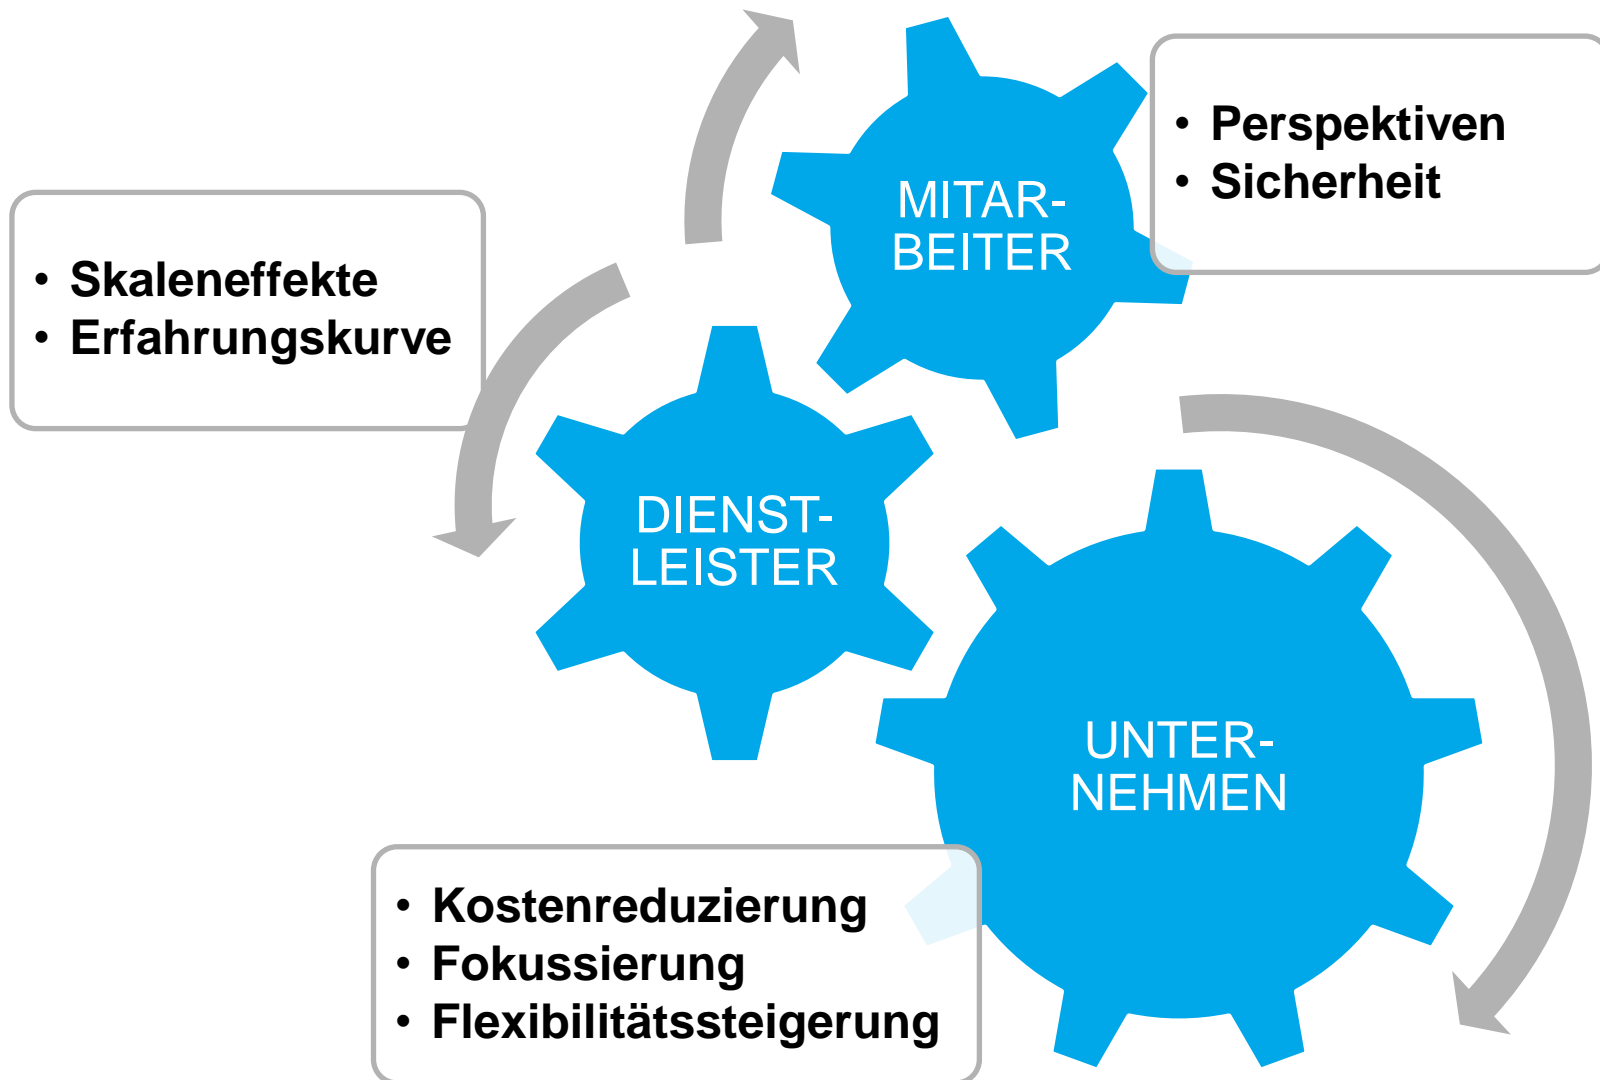 MITAR-
BEITER
• Perspektiven
• Sicherheit
• Skaleneffekte
• Erfahrungskurve
DIENST-
LEISTER
UNTER-
NEHMEN
• Kostenreduzierung
• Fokussierung
• Flexibilitätssteigerung